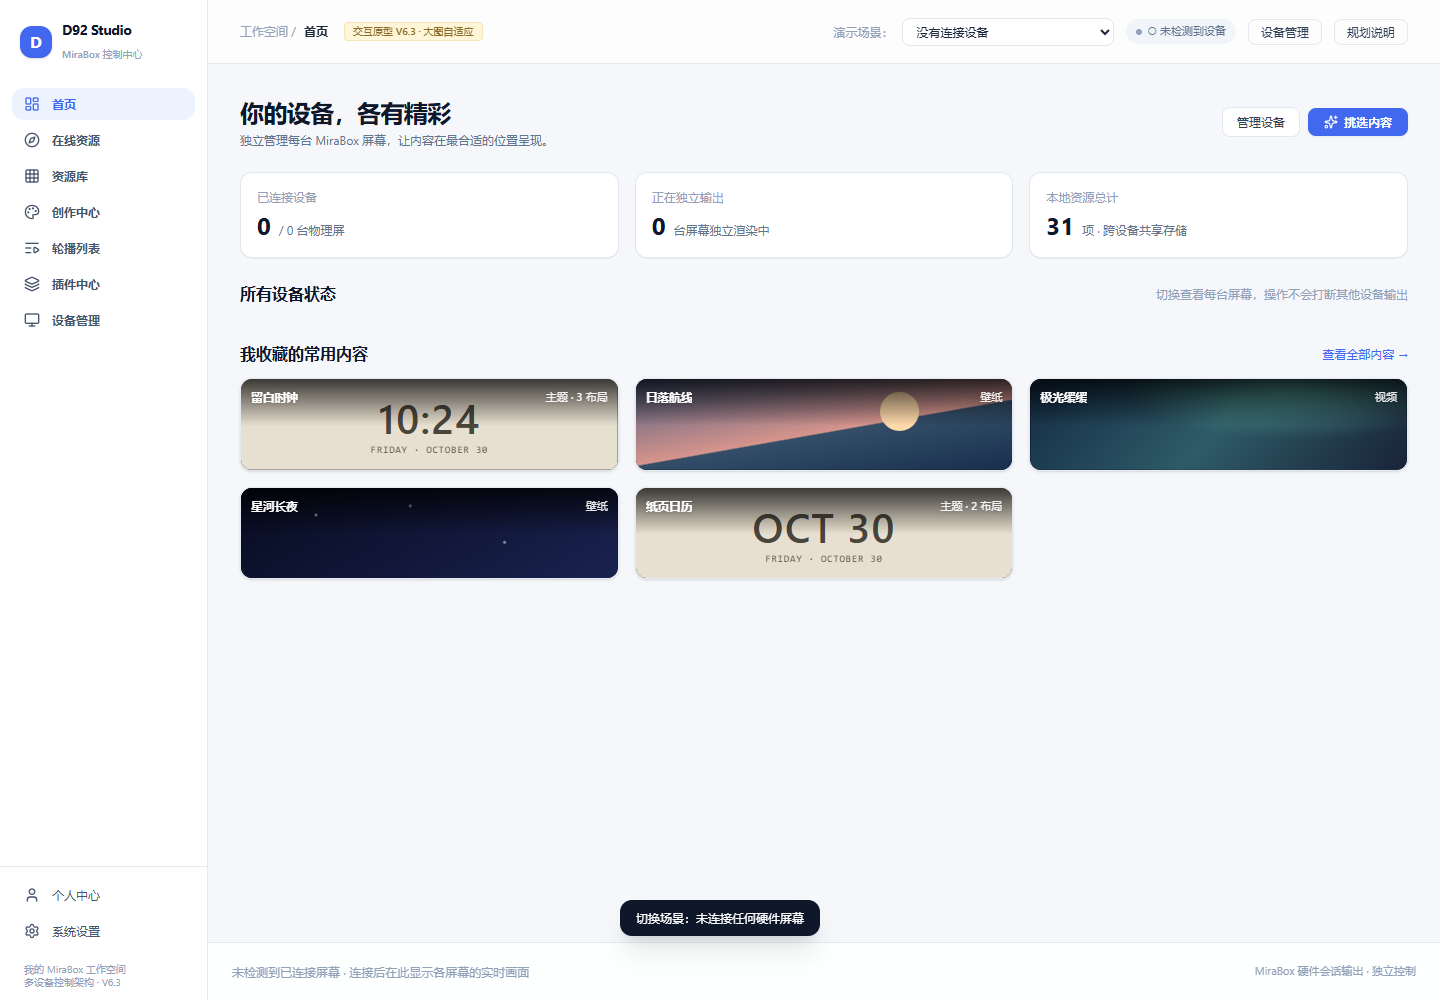 D D92 Studio
MiraBox 控制中心
首页
在线资源
资源库
创作中心
轮播列表
插件中心
设备管理
个人中心
系统设置
我的 MiraBox 工作空间
多设备控制架构 · V6.3
工作空间 / 首页 交互原型 V6.3 · 大图自适应
演示场景： 没有连接设备 未检测到设备 设备管理 规划说明
你的设备，各有精彩
独立管理每台 MiraBox 屏幕，让内容在最合适的位置呈现。
管理设备 挑选内容
已连接设备
0 / 0 台物理屏
正在独立输出
0 台屏幕独立渲染中
本地资源总计
31 项 · 跨设备共享存储
所有设备状态 切换查看每台屏幕，操作不会打断其他设备输出
我收藏的常用内容 查看全部内容 →
留白时钟 主题 · 3 布局
10:24
FRIDAY · OCTOBER 30
日落航线 壁纸
极光缓缓 视频
星河长夜 壁纸
纸页日历 主题 · 2 布局
OCT 30
FRIDAY · OCTOBER 30
切换场景：未连接任何硬件屏幕
未检测到已连接屏幕 · 连接后在此显示各屏幕的实时画面 MiraBox 硬件会话输出 · 独立控制